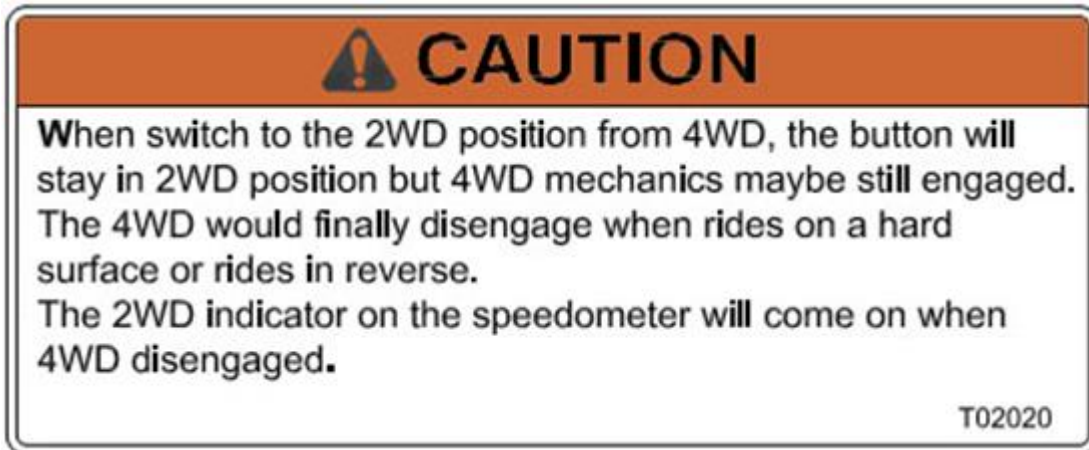 CAUTION
When switch to the 2WD position from 4WD, the button will
stay in 2WD position but 4WD mechanics maybe still engaged.
The 4WD would finally disengage when rides on a hard
surface or rides in reverse.
The 2WD indicator on the speedometer will come on when
4WD disengaged.
T02020